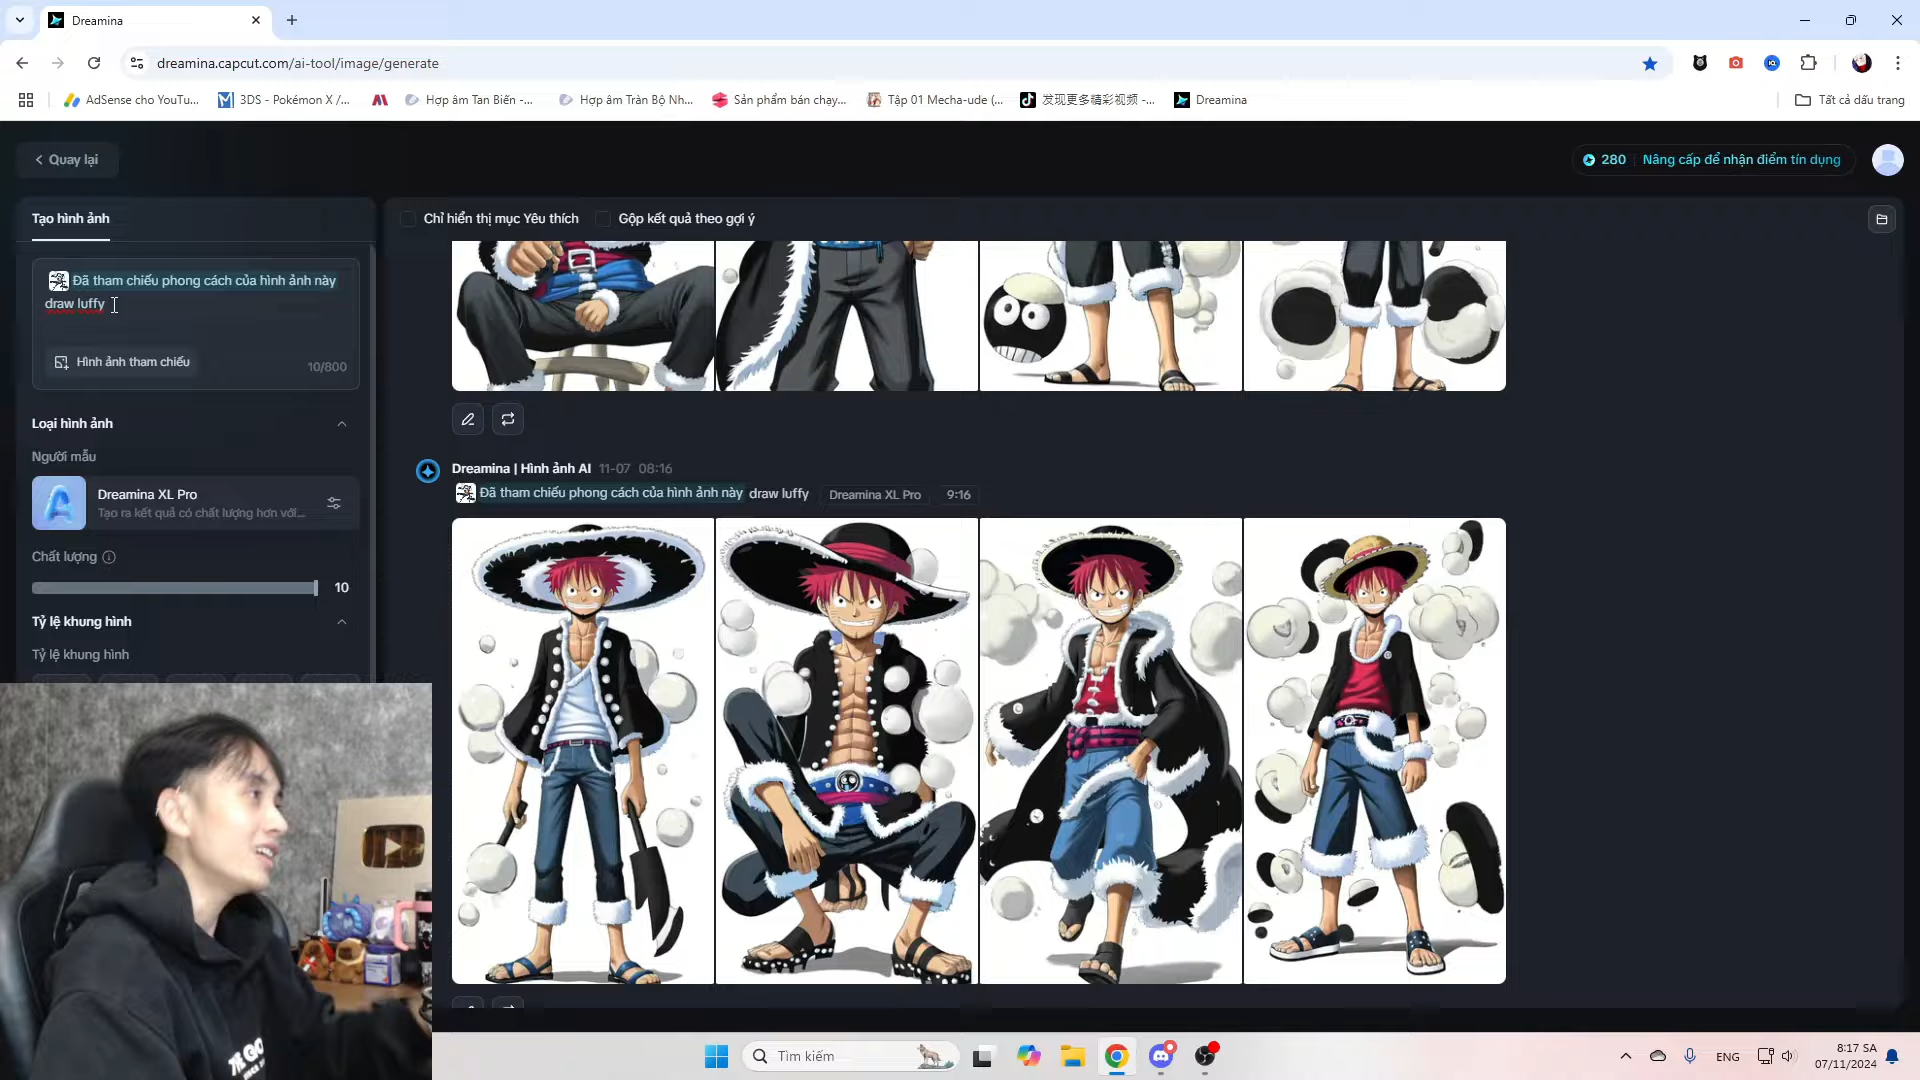 Dreamina
dreamina.capcut.com/ai-tool/image/generate
AdSense cho YouTu...
3DS - Pokémon X /...
Hợp âm Tan Biến -...
Hợp âm Tràn Bộ Nh...
Sản phẩm bán chạy...
Tập 01 Mecha-ude (...
发现更多精彩视频 -...
Dreamina
Tất cả dấu trang
Quay lại
280
Nâng cấp để nhận điểm tín dụng
Tạo hình ảnh
Chỉ hiển thị mục Yêu thích
Gộp kết quả theo gợi ý
Đã tham chiếu phong cách của hình ảnh này
draw luffy
Hình ảnh tham chiếu
10/800
Loại hình ảnh
Người mẫu
Dreamina XL Pro
Tạo ra kết quả có chất lượng hơn với...
Chất lượng
10
Tỷ lệ khung hình
Tỷ lệ khung hình
Dreamina | Hình ảnh AI 11-07 08:16
Đã tham chiếu phong cách của hình ảnh này draw luffy Dreamina XL Pro 9:16
Tìm kiếm
ENG
8:17 SA
07/11/2024